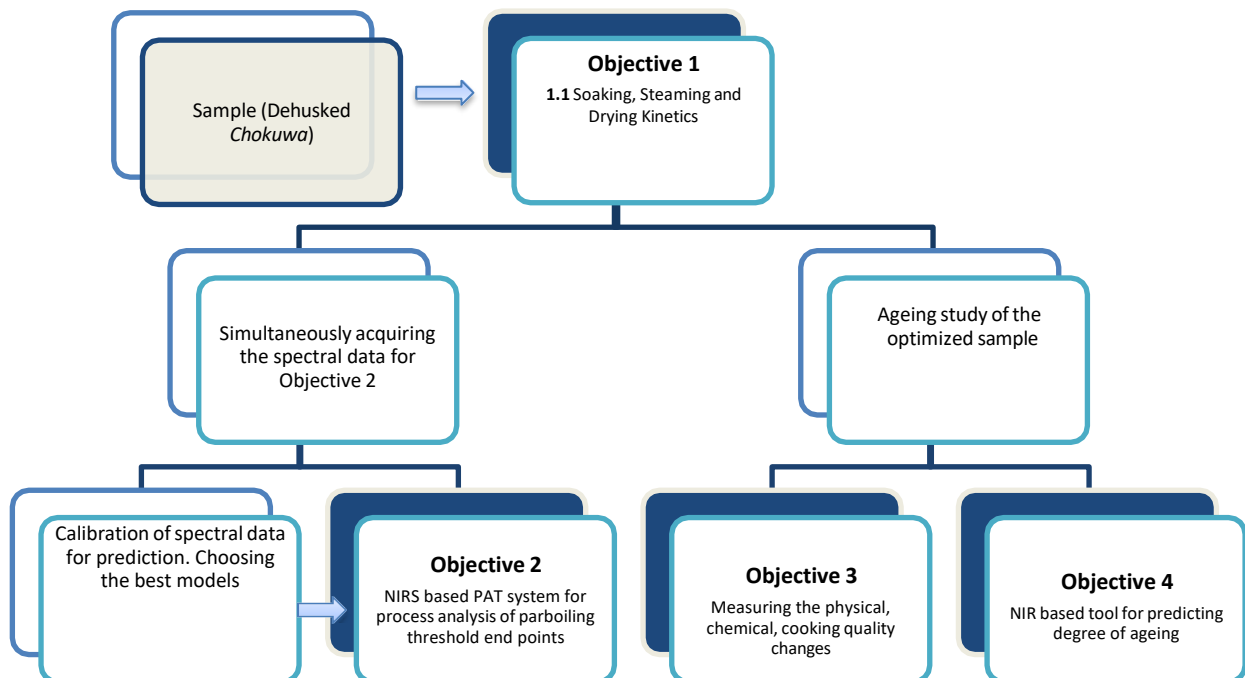 Sample (Dehusked
Chokuwa)
Objective 1
1.1 Soaking, Steaming and
Drying Kinetics
Simultaneously acquiring
the spectral data for
Objective 2
Ageing study of the
optimized sample
Calibration of spectral data
for prediction. Choosing
the best models
Objective 2
NIRS based PAT system for
process analysis of parboiling
threshold end points
Objective 3
Measuring the physical,
chemical, cooking quality
changes
Objective 4
NIR based tool for predicting
degree of ageing